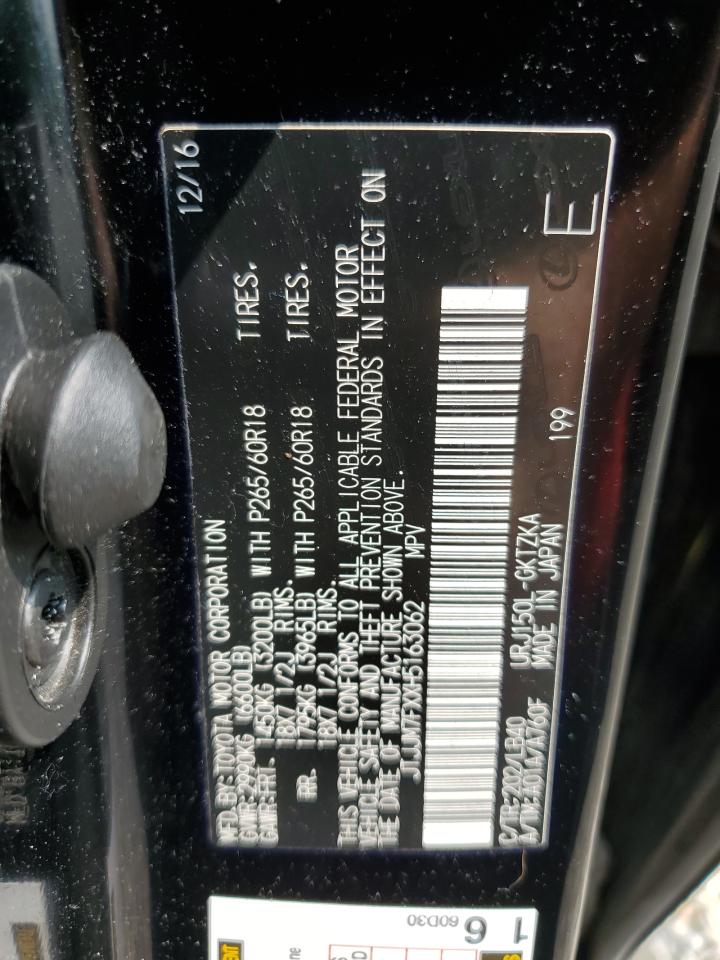 MFD. BY: TOYOTA MOTOR CORPORATION 12/16
GVWR: 2990KG (6600LB)
GAWR: FRT. 1450KG (3200LB) WITH P265/60R18 TIRES.
18X7 1/2J RIMS.
RR. 1795KG (3965LB) WITH P265/60R18 TIRES.
18X7 1/2J RIMS.
THIS VEHICLE CONFORMS TO ALL APPLICABLE FEDERAL MOTOR
VEHICLE SAFETY AND THEFT PREVENTION STANDARDS IN EFFECT ON
THE DATE OF MANUFACTURE SHOWN ABOVE.
JTJJM7FXXH5163062 MPV
C/TR: 202/LB40 URJ150L-GKTZKA
A/TM: A01A/A760F MADE IN JAPAN 199
E
16
60D30